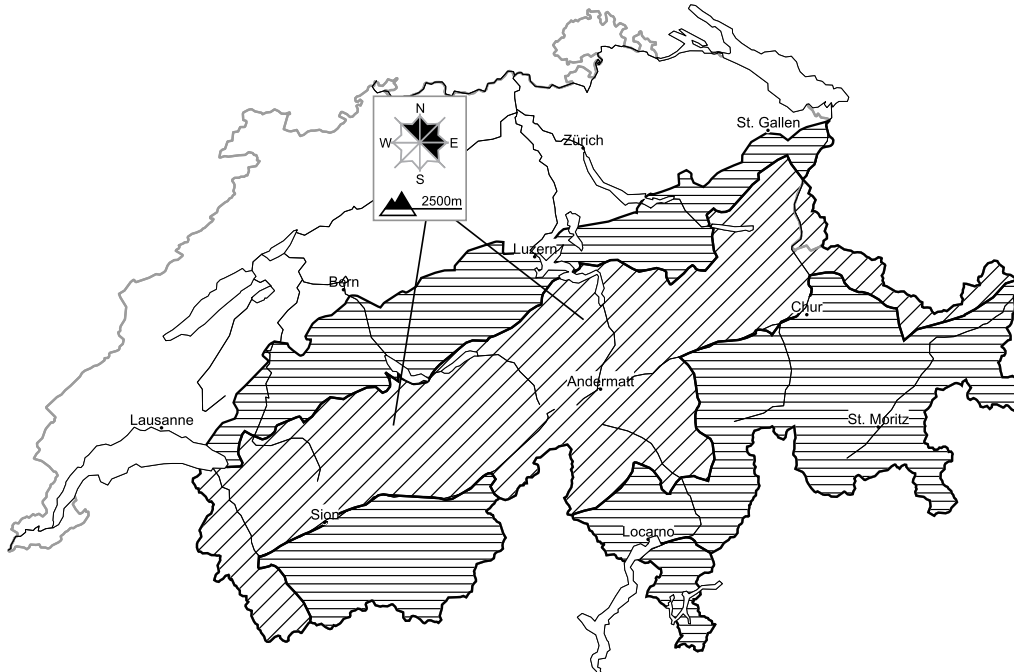 St. Gallen
N
W
E
Zürich
S
2500m
Luzern
Bern
Chur
Andermatt
Lausanne
St. Moritz
Sion
Locarno